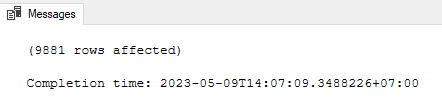 Messages
(9881 rows affected)
Completion time: 2023-05-09T14:07:09.3488226+07:00